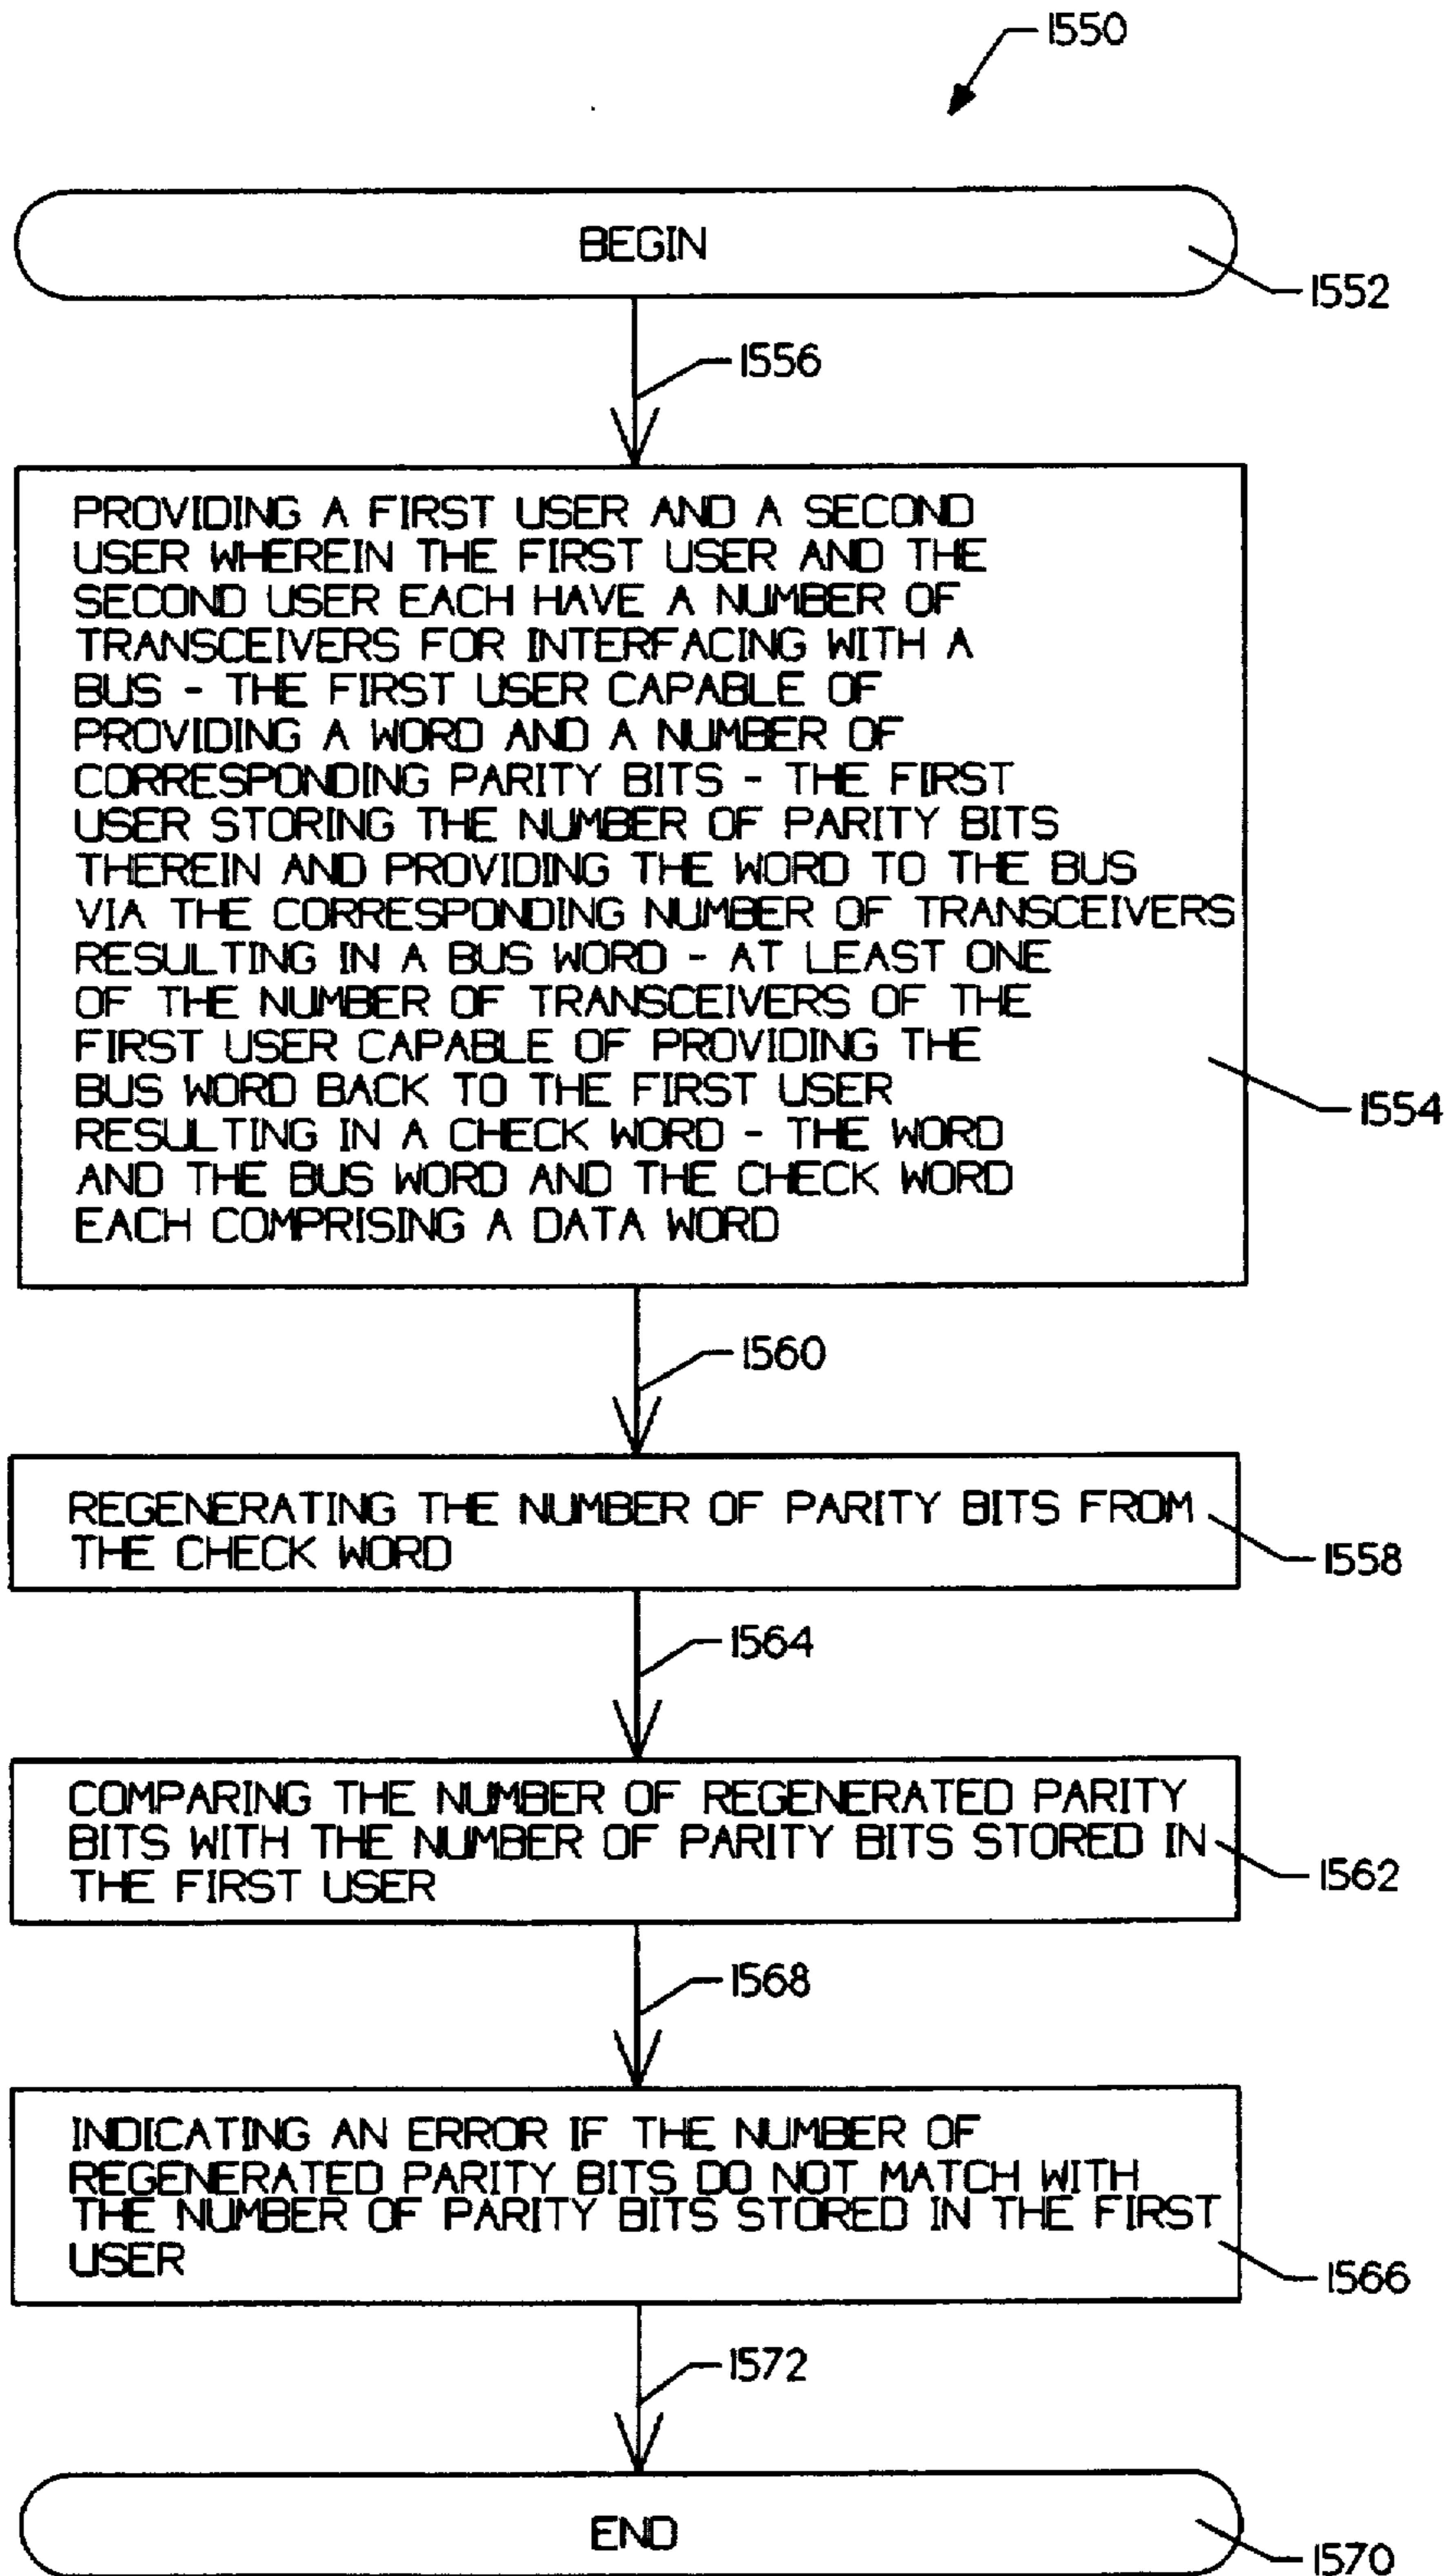 1550
BEGIN
1552
1556
PROVIDING A FIRST USER AND A SECOND
USER WHEREIN THE FIRST USER AND THE
SECOND USER EACH HAVE A NUMBER OF
TRANSCEIVERS FOR INTERFACING WITH A
BUS - THE FIRST USER CAPABLE OF
PROVIDING A WORD AND A NUMBER OF
CORRESPONDING PARITY BITS - THE FIRST
USER STORING THE NUMBER OF PARITY BITS
THEREIN AND PROVIDING THE WORD TO THE BUS
VIA THE CORRESPONDING NUMBER OF TRANSCEIVERS
RESULTING IN A BUS WORD - AT LEAST ONE
OF THE NUMBER OF TRANSCEIVERS OF THE
FIRST USER CAPABLE OF PROVIDING THE
BUS WORD BACK TO THE FIRST USER
RESULTING IN A CHECK WORD - THE WORD
AND THE BUS WORD AND THE CHECK WORD
EACH COMPRISING A DATA WORD
1554
1560
REGENERATING THE NUMBER OF PARITY BITS FROM
THE CHECK WORD
1558
1564
COMPARING THE NUMBER OF REGENERATED PARITY
BITS WITH THE NUMBER OF PARITY BITS STORED IN
THE FIRST USER
1562
1568
INDICATING AN ERROR IF THE NUMBER OF
REGENERATED PARITY BITS DO NOT MATCH WITH
THE NUMBER OF PARITY BITS STORED IN THE FIRST
USER
1566
1572
END
1570